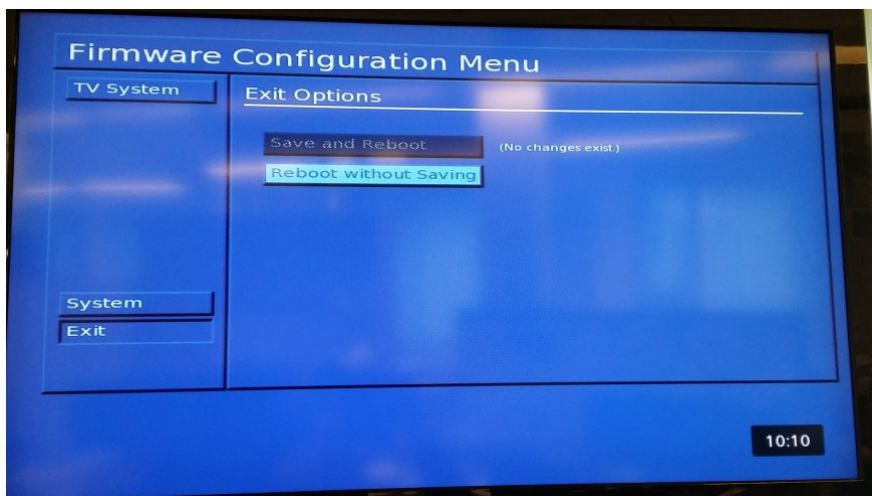 Firmware Configuration Menu
TV System
Exit Options
Save and Reboot
(No changes exist.)
Reboot without Saving
System
Exit
10:10